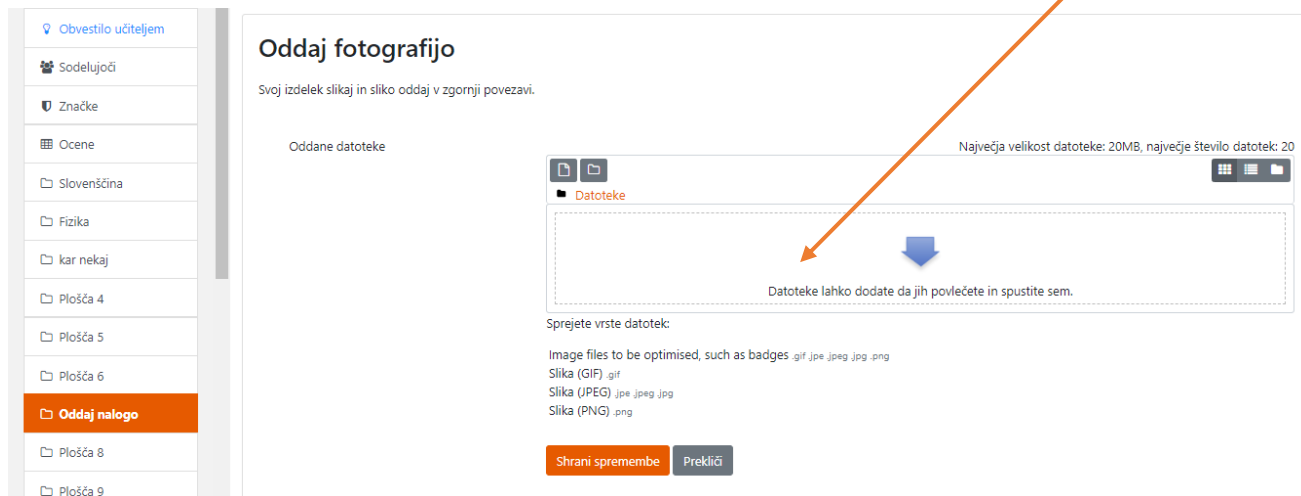 Obvestilo učiteljem
Sodelujoči
Značke
Ocene
Slovenščina
Fizika
kar nekaj
Plošča 4
Plošča 5
Plošča 6
Oddaj nalogo
Plošča 8
Plošča 9
Oddaj fotografijo
Svoj izdelek slikaj in sliko oddaj v zgornji povezavi.
Oddane datoteke
Največja velikost datoteke: 20MB, največje število datotek: 20
Datoteke
Datoteke lahko dodate da jih povlečete in spustite sem.
Sprejete vrste datotek:
Image files to be optimised, such as badges .gif .jpe .jpeg .jpg .png
Slika (GIF) .gif
Slika (JPEG) .jpe .jpeg .jpg
Slika (PNG) .png
Shrani spremembe
Prekliči